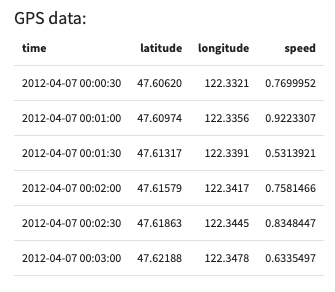 GPS data:
time latitude longitude speed
2012-04-07 00:00:30 47.60620 122.3321 0.7699952
2012-04-07 00:01:00 47.60974 122.3356 0.9223307
2012-04-07 00:01:30 47.61317 122.3391 0.5313921
2012-04-07 00:02:00 47.61579 122.3417 0.7581466
2012-04-07 00:02:30 47.61863 122.3445 0.8348447
2012-04-07 00:03:00 47.62188 122.3478 0.6335497